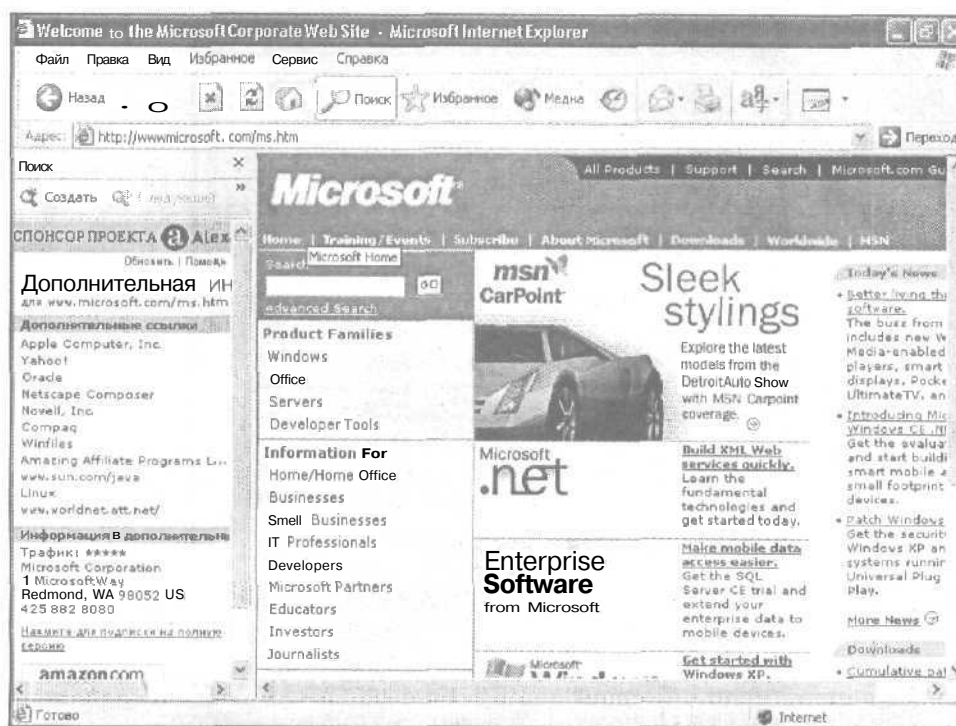 Welcome to the Microsoft Corporate Web Site - Microsoft Internet Explorer
Файл Правка Вид Избранное Сервис Справка
Назад Поиск Избранное Медиа
Адрес: http://wwwmicrosoft. com/ms.htm Переход
Поиск
Создать
СПОНСОР ПРОЕКТА a Alex
Обновить | Помощь
Дополнительная ин
для www.microsoft.com/ms.htm
Дополнительные ссылки
Apple Computer, Inc.
Yahoo!
Oracle
Netscape Composer
Novell, Inc.
Compaq
Winfiles
Amazing Affiliate Programs L...
www.sun.com/java
Linux
www.worldnet.att.net/
Информация в дополнительн
Трафик: *****
Microsoft Corporation
1 Microsoft Way
Redmond, WA 98052 US
425 882 8080
Нажмите для подписки на полную
версию
amazon.com
All Products | Support | Search | Microsoft.com Gu
Microsoft
Home | Training/Events | Subscribe | About Microsoft | Downloads | Worldwide | MSN
Microsoft Home
Search
GO
Advanced Search
Product Families
Windows
Office
Servers
Developer Tools
Information For
Home/Home Office
Businesses
Smell Businesses
IT Professionals
Developers
Microsoft Partners
Educators
Investors
Journalists
msn
CarPoint
Sleek
stylings
Explore the latest
models from the
DetroitAuto Show
with MSN Carpoint
coverage.
Microsoft
.net
Build XML Web
services quickly.
Learn the
fundamental
technologies and
get started today.
Enterprise
Software
from Microsoft
Make mobile data
access easier.
Get the SQL
Server CE trial and
extend your
enterprise data to
mobile devices.
Microsoft
Get started with
Windows XP.
Today's News
Better living thr
software.
The buzz from
includes new W
Media-enabled
players, smart
displays, Pocke
UltimateTV, an
Introducing Mic
Windows CE .N
Get the evalua
and start buildi
smart mobile a
small footprint
devices.
Patch Windows
Get the securit
Windows XP an
systems runnin
Universal Plug
Play.
More News
Downloads
Cumulative pat
Готово
Internet